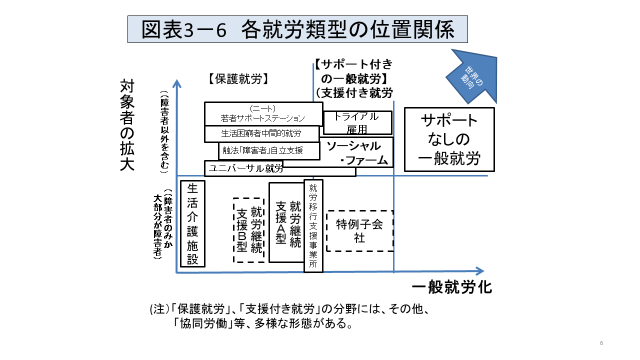 図表3－6　各就労類型の位置関係
世界の
動向
【サポート付き
の一般就労】
(支援付き就労
【保護就労】
対象者の拡大
(（障害者以外を含む）
(（障害者のみか
大部分が障害者）
（ニート）
若者サポートステーション
トライアル
雇用
サポート
なしの
一般就労
生活困窮者中間的就労
触法「障害者」自立支援
ソーシャル
・ファーム
ユニバーサル就労
生活介護施設
就労継続
支援Ｂ型
就労継続
支援Ａ型
就労移行支援事業所
特例子会
社
一般就労化
(注)「保護就労」、「支援付き就労」の分野には、その他、
「協同労働」等、多様な形態がある。
6